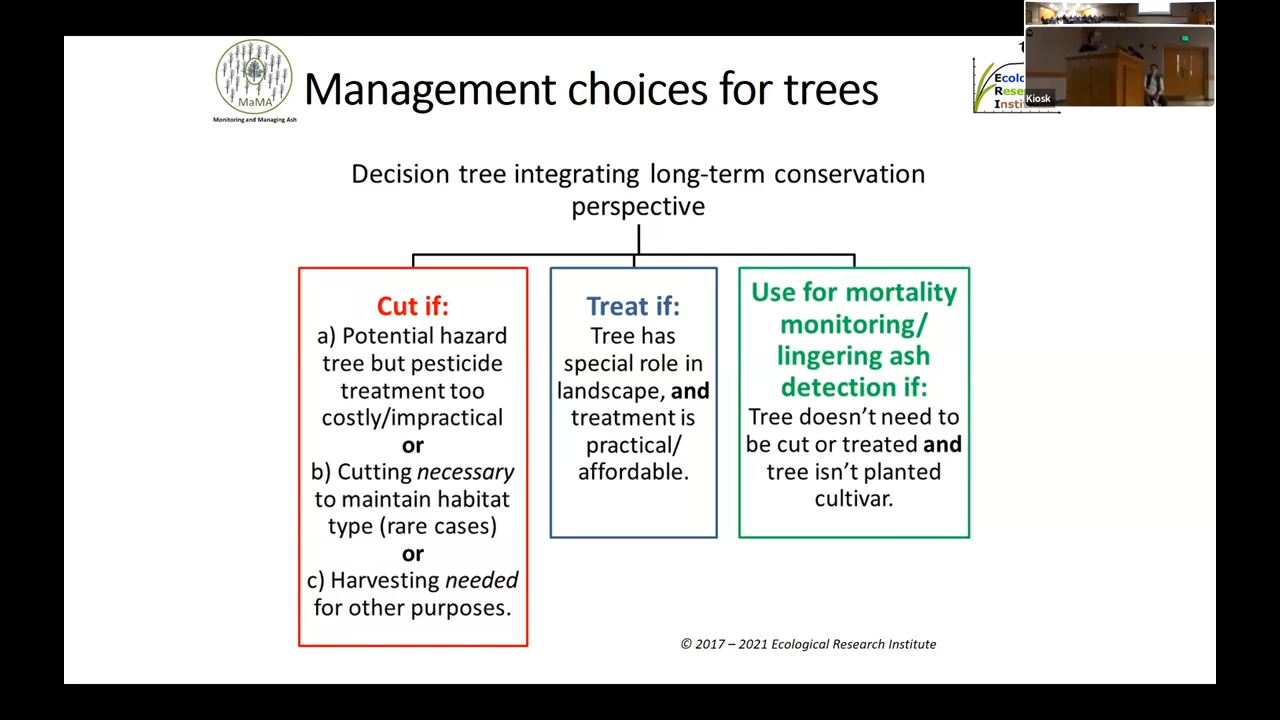 MaMA
Monitoring and Managing Ash
Management choices for trees
Kiosk
Decision tree integrating long-term conservation
perspective
Cut if:
a) Potential hazard
tree but pesticide
treatment too
costly/impractical
or
b) Cutting necessary
to maintain habitat
type (rare cases)
or
c) Harvesting needed
for other purposes.
Treat if:
Tree has
special role in
landscape, and
treatment is
practical/
affordable.
Use for mortality
monitoring/
lingering ash
detection if:
Tree doesn’t need to
be cut or treated and
tree isn’t planted
cultivar.
© 2017 – 2021 Ecological Research Institute